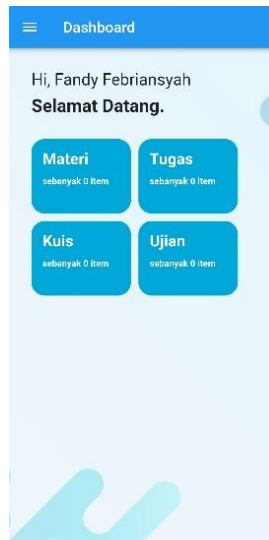 Dashboard
Hi, Fandy Febriansyah
Selamat Datang.
Materi
sebanyak 0 item
Tugas
sebanyak 0 item
Kuis
sebanyak 0 item
Ujian
sebanyak 0 item